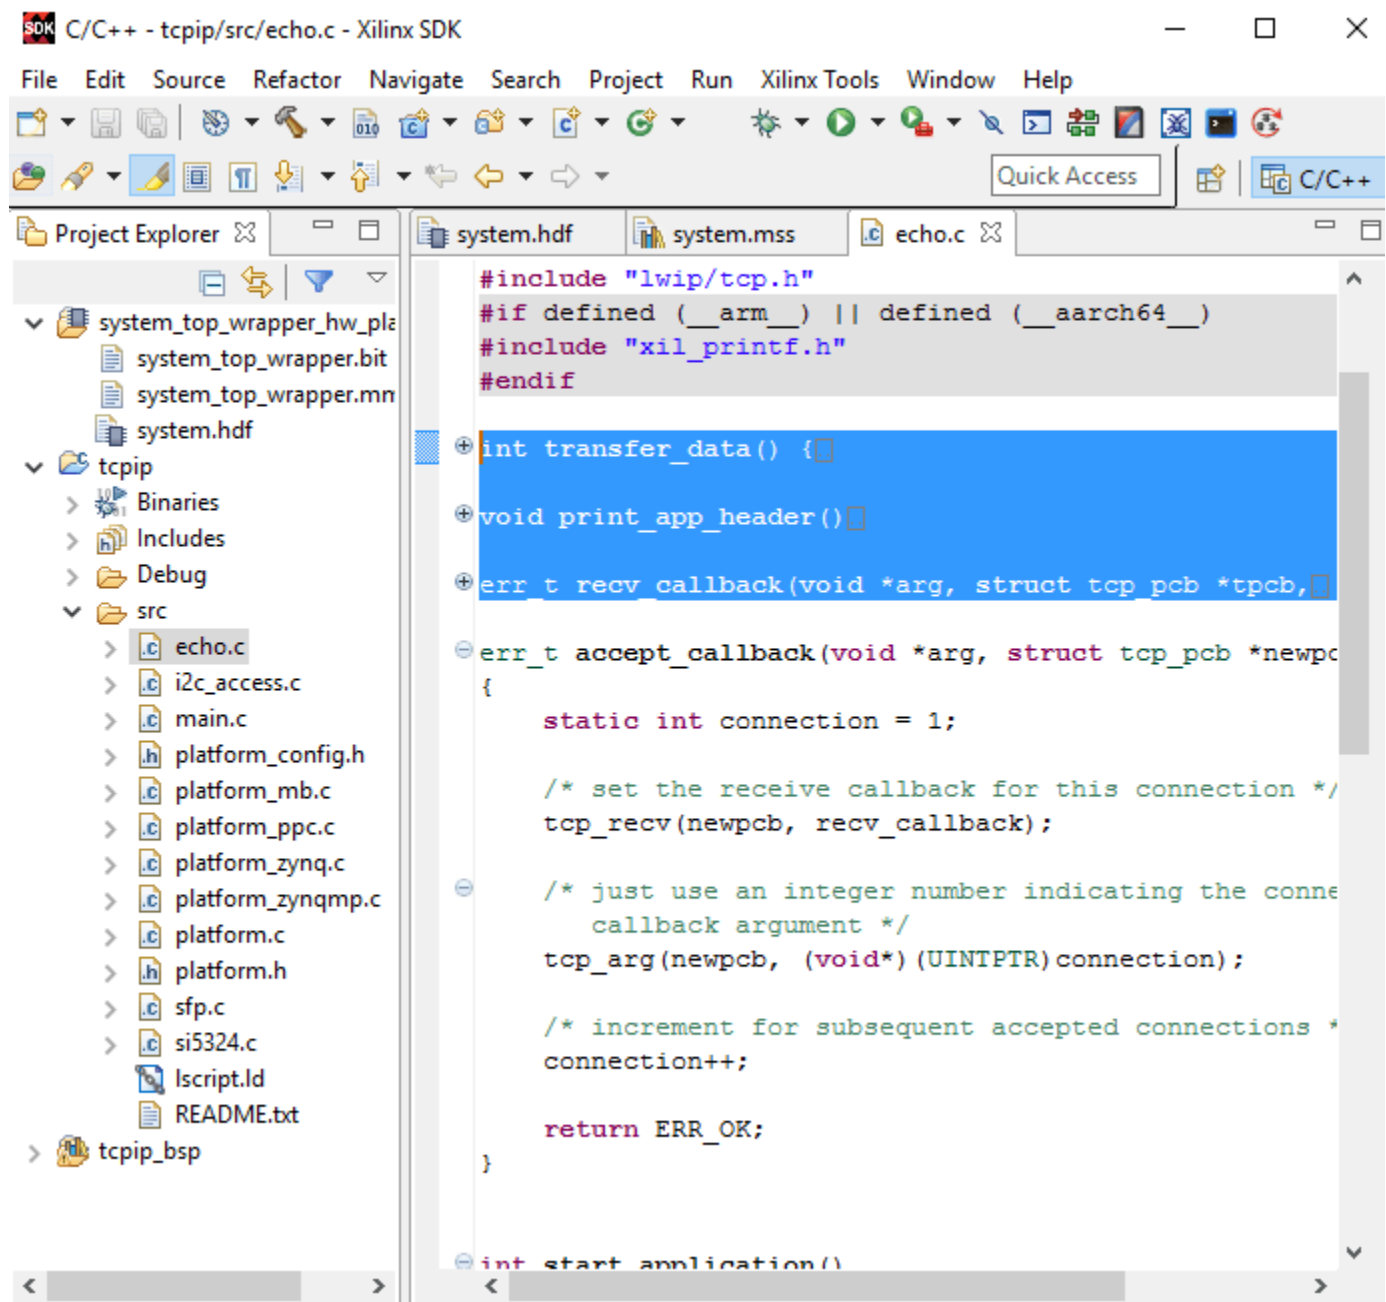 SDK C/C++ - tcpip/src/echo.c - Xilinx SDK
File Edit Source Refactor Navigate Search Project Run Xilinx Tools Window Help
Quick Access C/C++
Project Explorer
system_top_wrapper_hw_pla
system_top_wrapper.bit
system_top_wrapper.mm
system.hdf
tcpip
Binaries
Includes
Debug
src
echo.c
i2c_access.c
main.c
platform_config.h
platform_mb.c
platform_ppc.c
platform_zynq.c
platform_zynqmp.c
platform.c
platform.h
sfp.c
si5324.c
lscript.ld
README.txt
tcpip_bsp
system.hdf system.mss echo.c
#include "lwip/tcp.h"
#if defined (__arm__) || defined (__aarch64__)
#include "xil_printf.h"
#endif
int transfer_data() {
void print_app_header()
err_t recv_callback(void *arg, struct tcp_pcb *tpcb,
err_t accept_callback(void *arg, struct tcp_pcb *newpc
{
static int connection = 1;
/* set the receive callback for this connection */
tcp_recv(newpcb, recv_callback);
/* just use an integer number indicating the conne
callback argument */
tcp_arg(newpcb, (void*)(UINTPTR)connection);
/* increment for subsequent accepted connections *
connection++;
return ERR_OK;
}
int start_application()